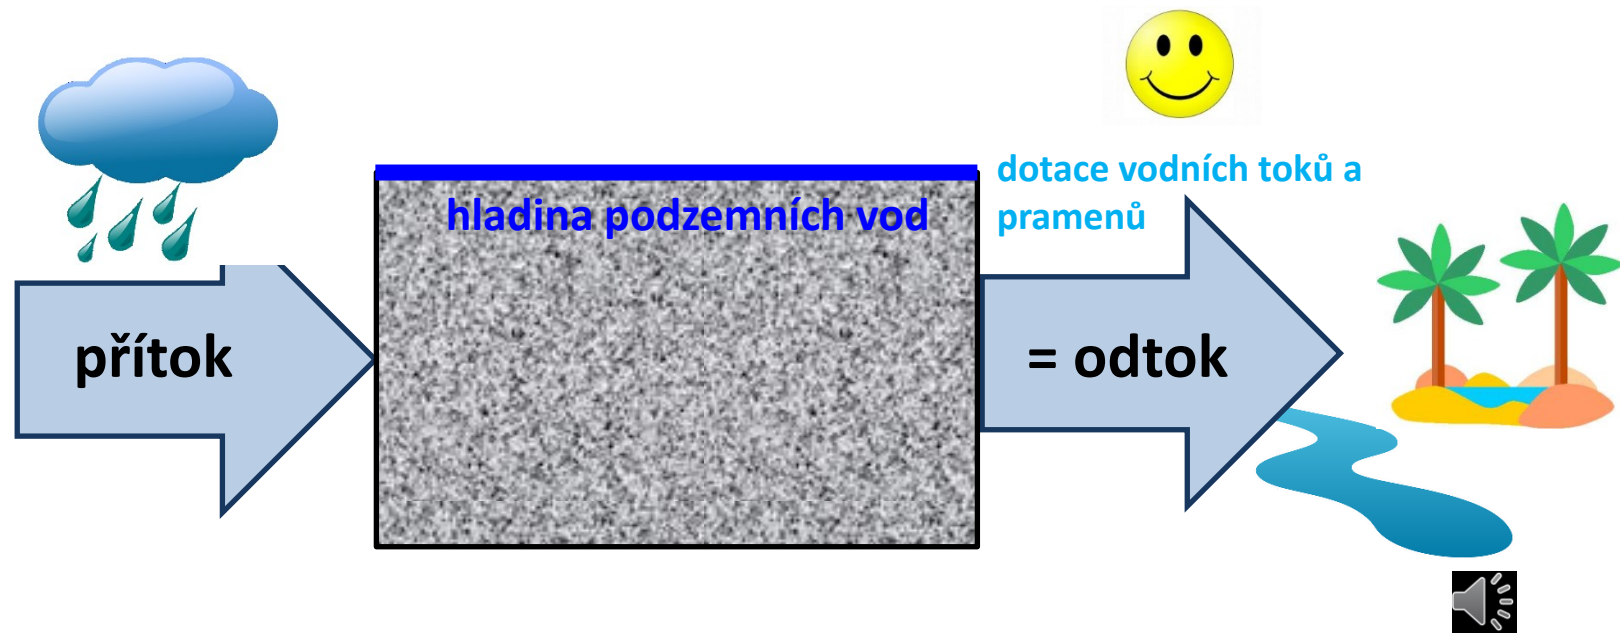 dotace vodních toků a
pramenů
hladina podzemních vod
přítok
= odtok